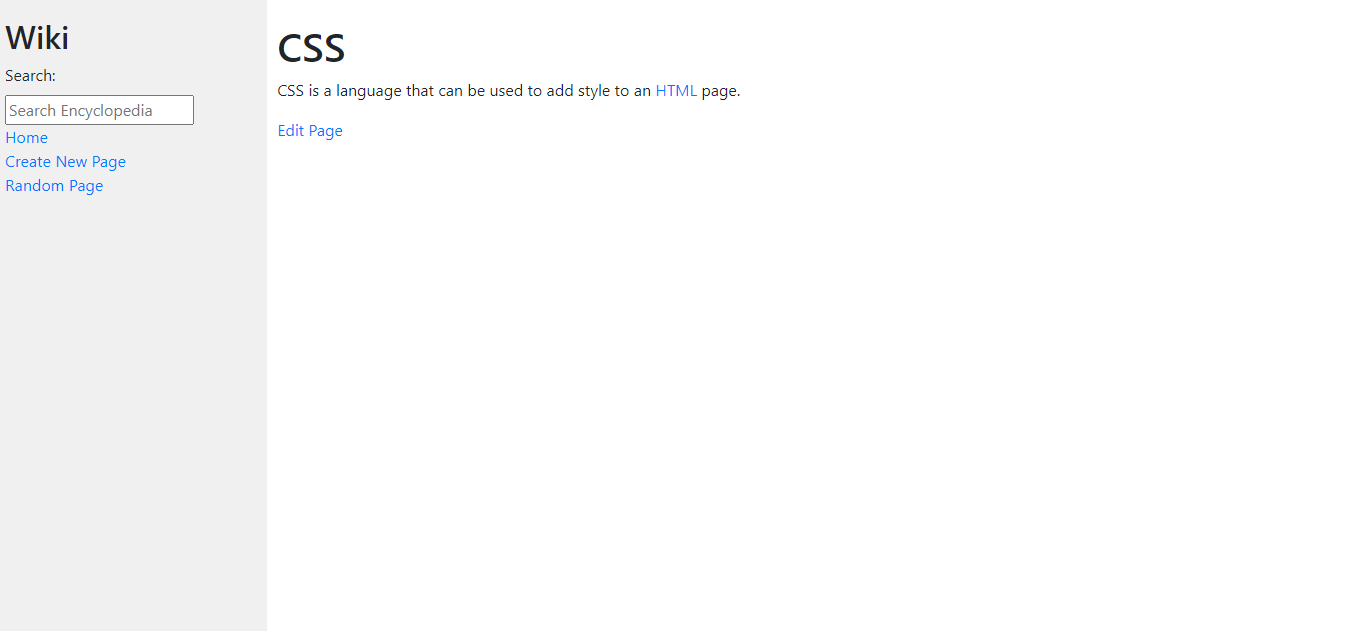 Wiki
Search:
Search Encyclopedia
Home
Create New Page
Random Page
CSS
CSS is a language that can be used to add style to an HTML page.
Edit Page